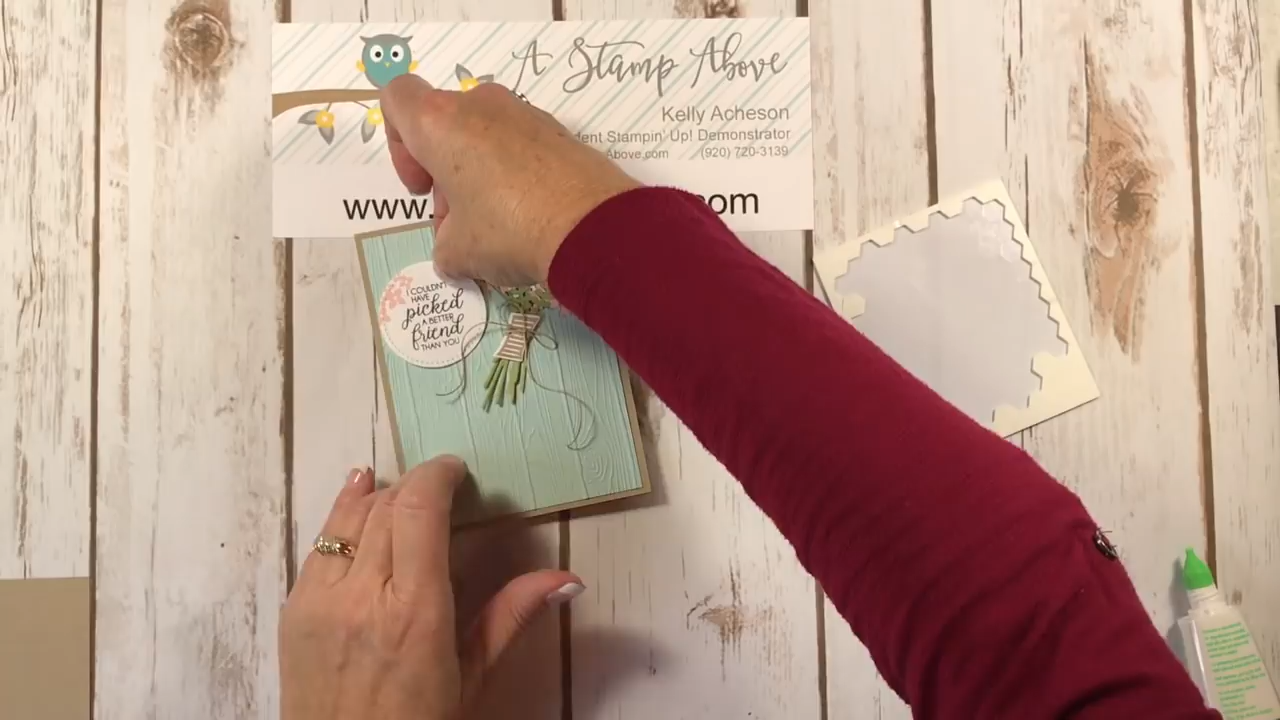 A Stamp Above
Kelly Acheson
dent Stampin' Up! Demonstrator
Above.com (920) 720-3139
www. com
I COULDN'T
HAVE
picked
A BETTER
friend
THAN YOU